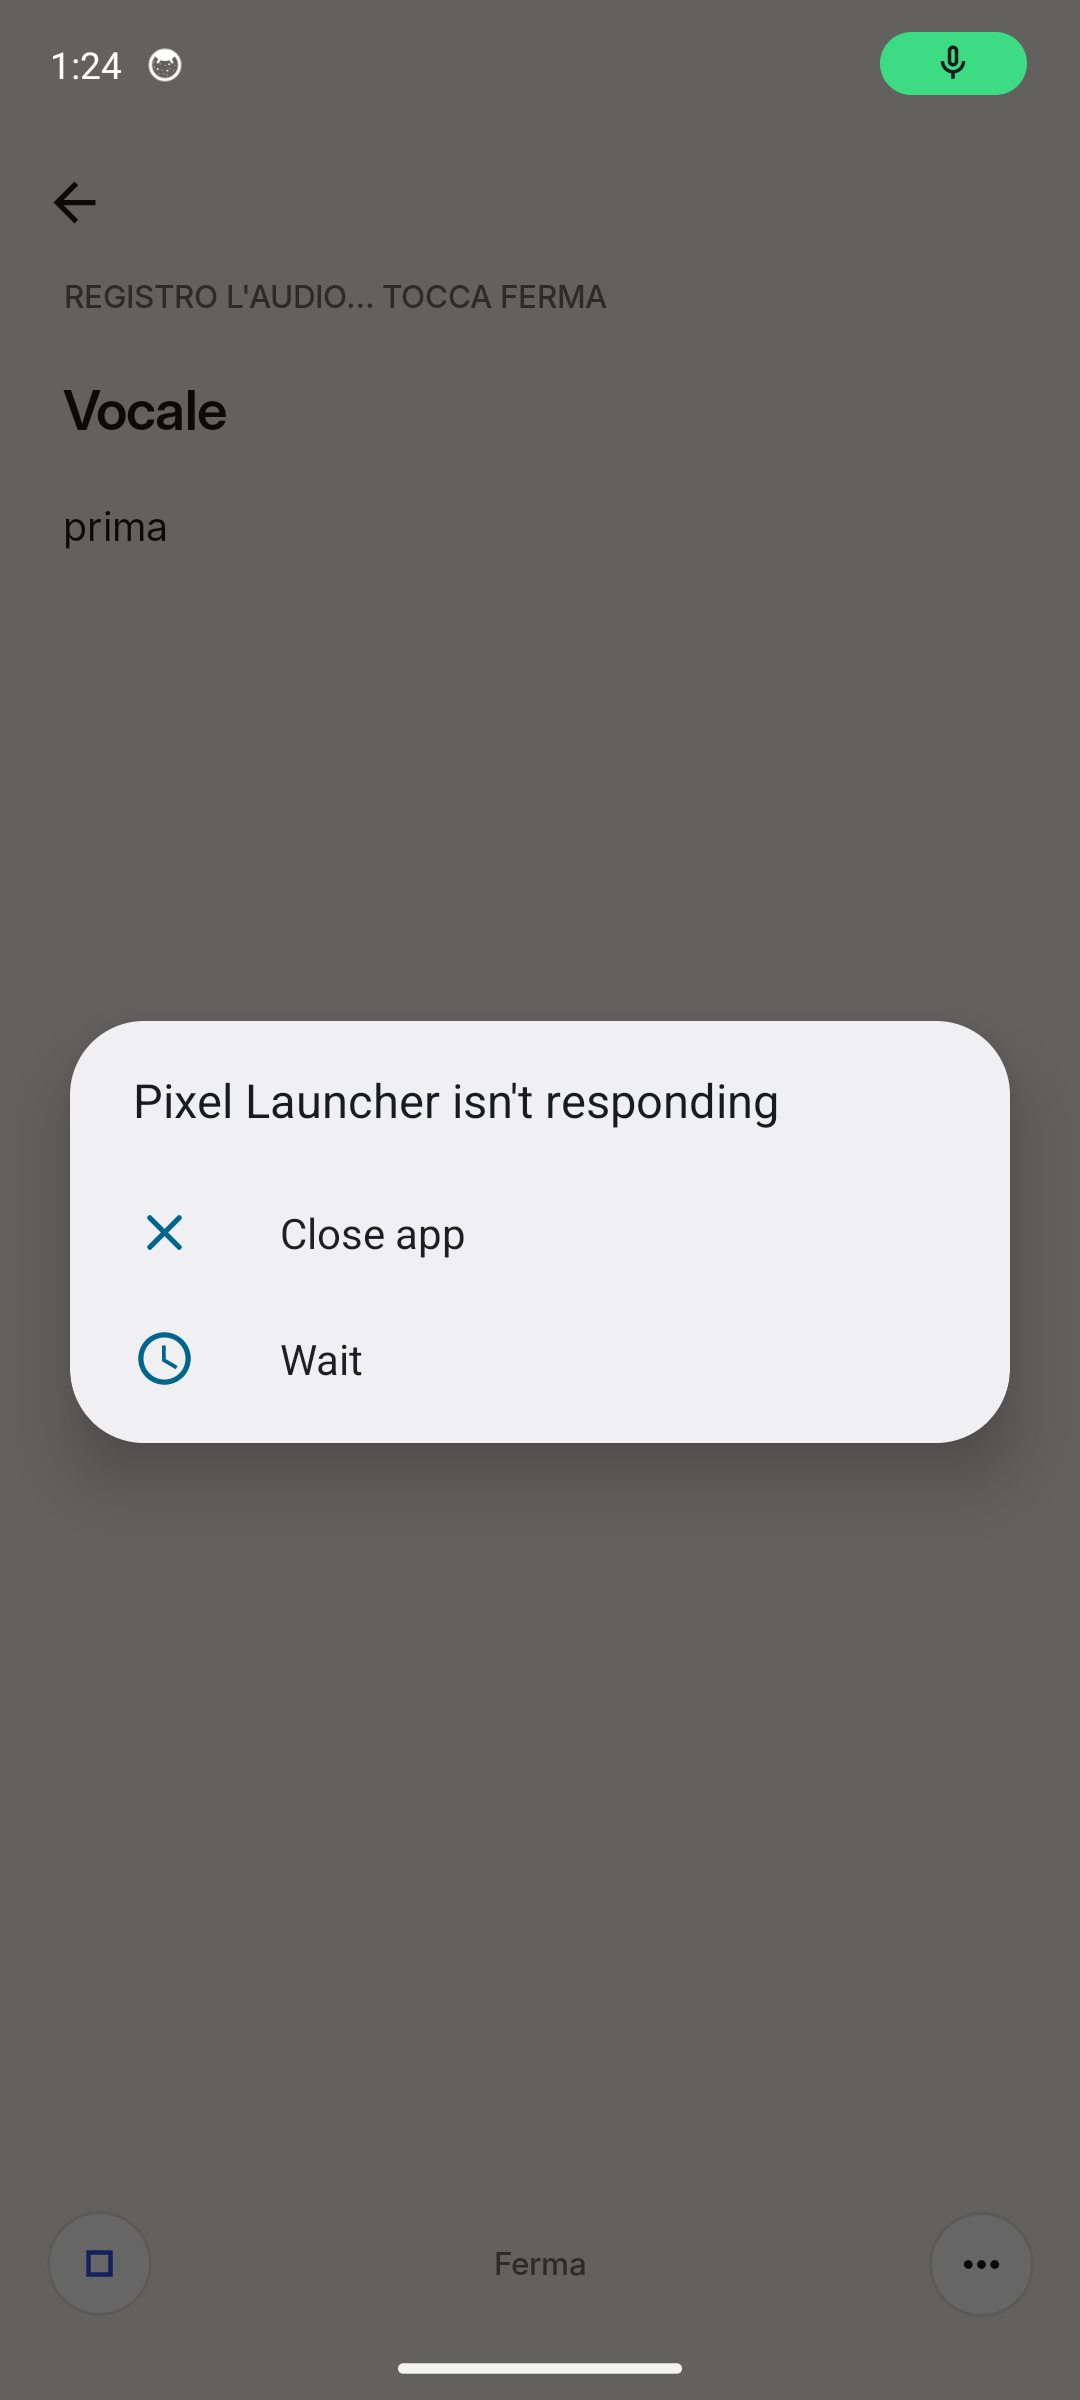 1:24
REGISTRO L'AUDIO... TOCCA FERMA
Vocale
prima
Pixel Launcher isn't responding
Close app
Wait
Ferma